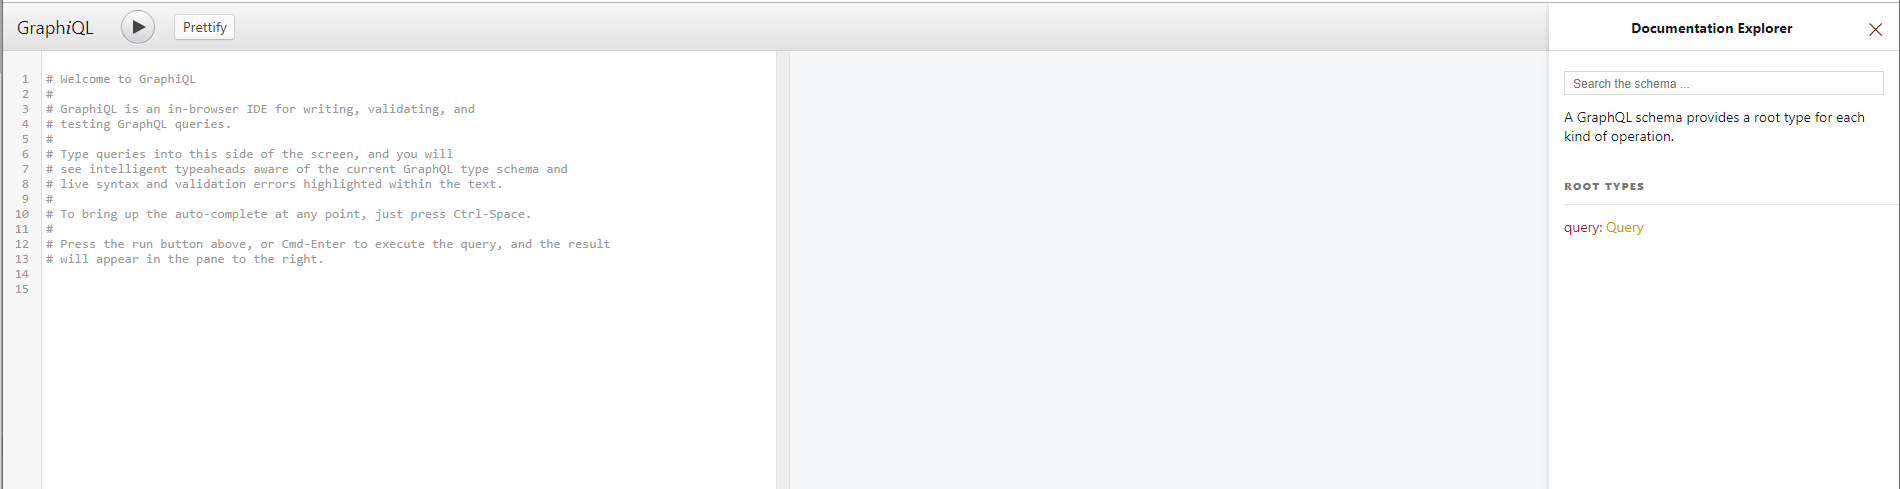 GraphiQL Prettify
1 # Welcome to GraphiQL
2 #
3 # GraphiQL is an in-browser IDE for writing, validating, and
4 # testing GraphQL queries.
5 #
6 # Type queries into this side of the screen, and you will
7 # see intelligent typeaheads aware of the current GraphQL type schema and
8 # live syntax and validation errors highlighted within the text.
9 #
10 # To bring up the auto-complete at any point, just press Ctrl-Space.
11 #
12 # Press the run button above, or Cmd-Enter to execute the query, and the result
13 # will appear in the pane to the right.
14
15
Documentation Explorer
Search the schema ...
A GraphQL schema provides a root type for each
kind of operation.
ROOT TYPES
query: Query